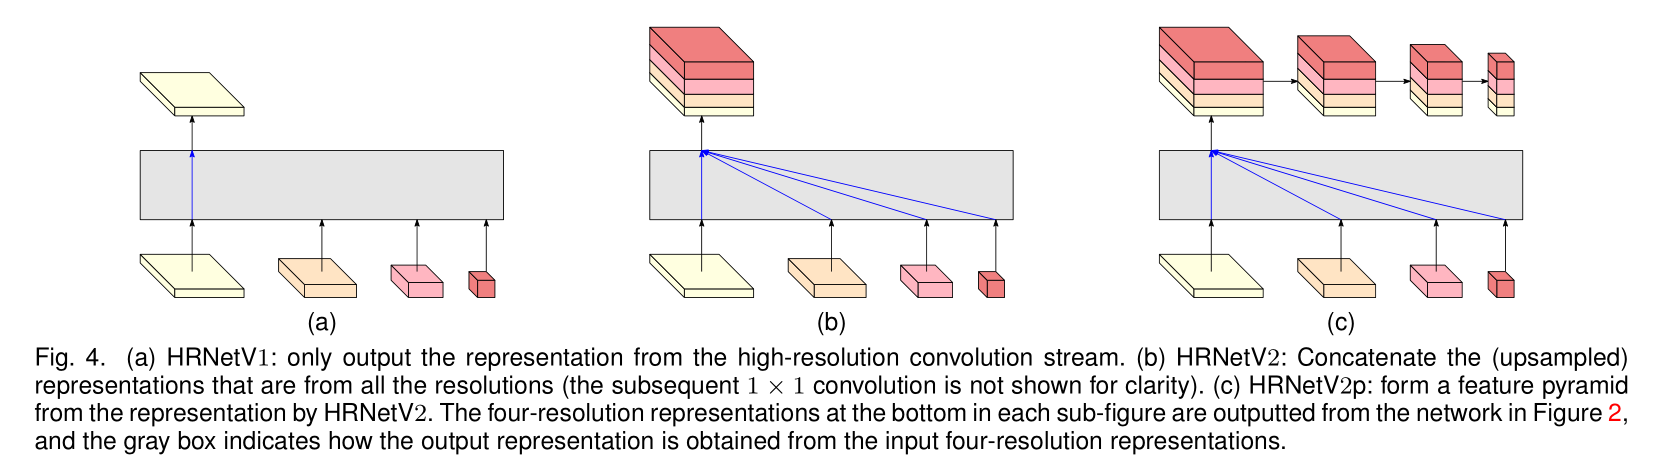 (a)
(b)
(c)
Fig. 4. (a) HRNetV1: only output the representation from the high-resolution convolution stream. (b) HRNetV2: Concatenate the (upsampled)
representations that are from all the resolutions (the subsequent 1 × 1 convolution is not shown for clarity). (c) HRNetV2p: form a feature pyramid
from the representation by HRNetV2. The four-resolution representations at the bottom in each sub-figure are outputted from the network in Figure 2,
and the gray box indicates how the output representation is obtained from the input four-resolution representations.